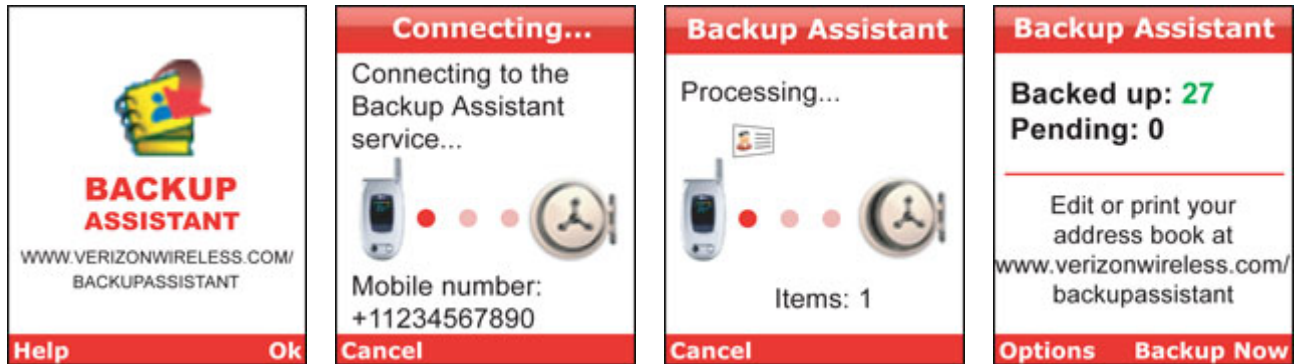 BACKUP
ASSISTANT
WWW.VERIZONWIRELESS.COM/
BACKUPASSISTANT
Help Ok
Connecting...
Connecting to the
Backup Assistant
service...
Mobile number:
+11234567890
Cancel
Backup Assistant
Processing...
Items: 1
Cancel
Backup Assistant
Backed up: 27
Pending: 0
Edit or print your
address book at
www.verizonwireless.com/
backupassistant
Options Backup Now